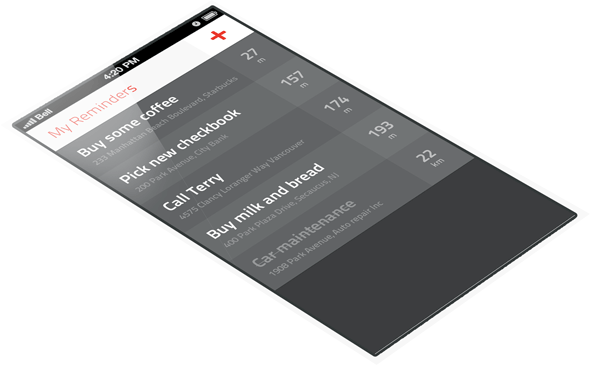 Bell 4:20 PM
My Reminders
Buy some coffee 27 m
233 Manhattan Beach Boulevard, Starbucks
Pick new checkbook 157 m
200 Park Avenue, City Bank
Call Terry 174 m
4575 Clancy Loranger Way Vancouver
Buy milk and bread 193 m
400 Park Plaza Drive, Secaucus, NJ
Car maintenance 22 km
1908 Park Avenue, Auto repair Inc